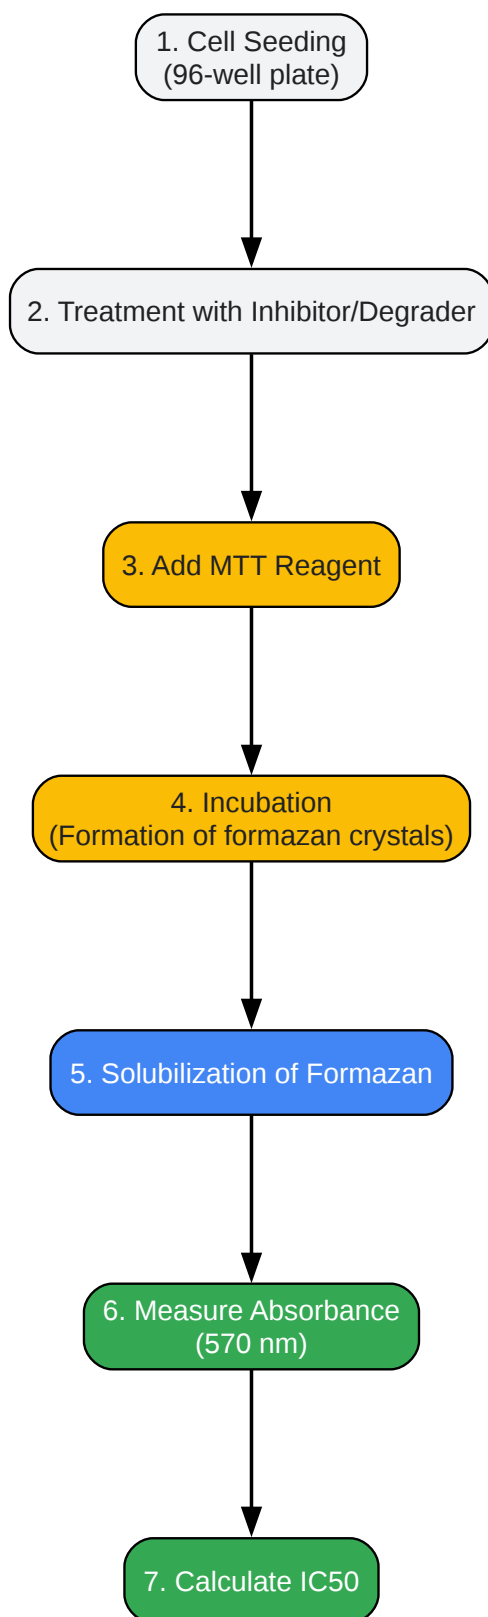 1. Cell Seeding
(96-well plate)
2. Treatment with Inhibitor/Degrader
3. Add MTT Reagent
4. Incubation
(Formation of formazan crystals)
5. Solubilization of Formazan
6. Measure Absorbance
(570 nm)
7. Calculate IC50